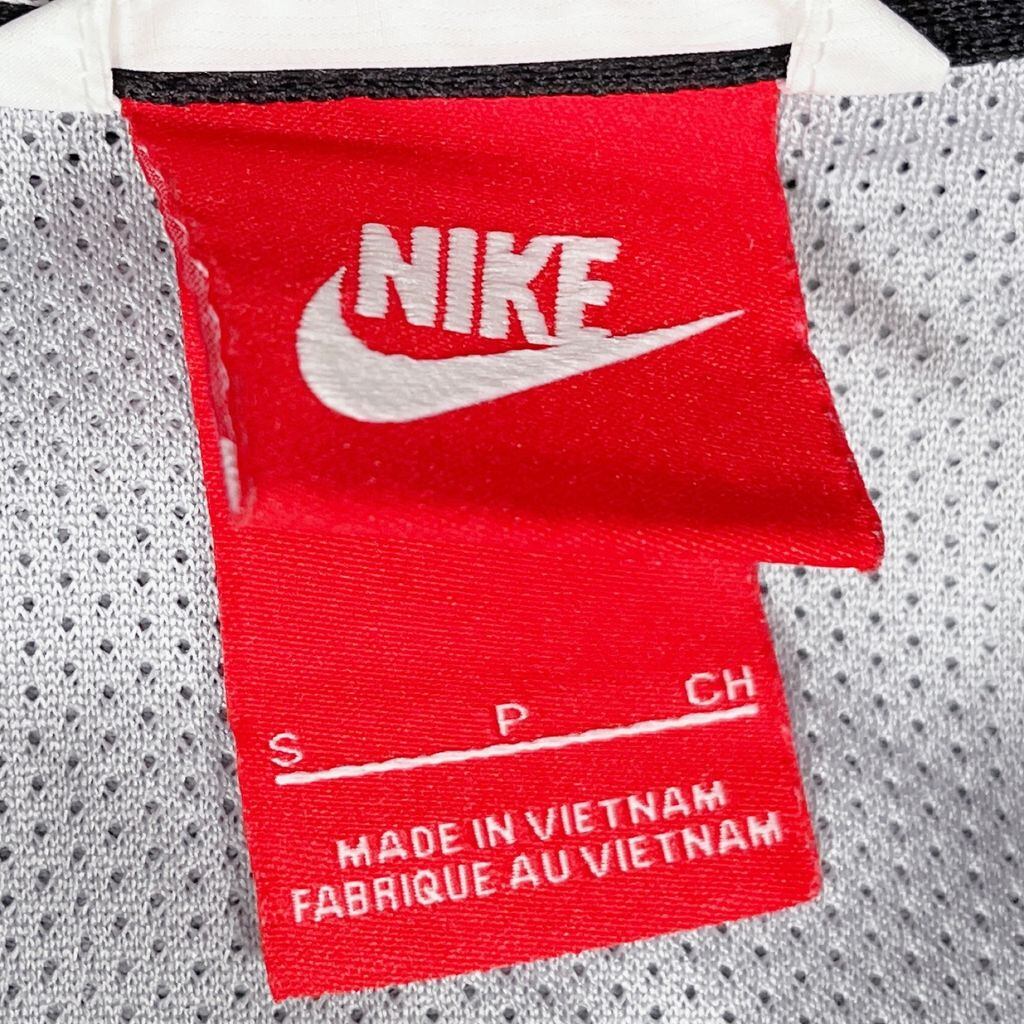 NIKE
S P CH
MADE IN VIETNAM
FABRIQUE AU VIETNAM